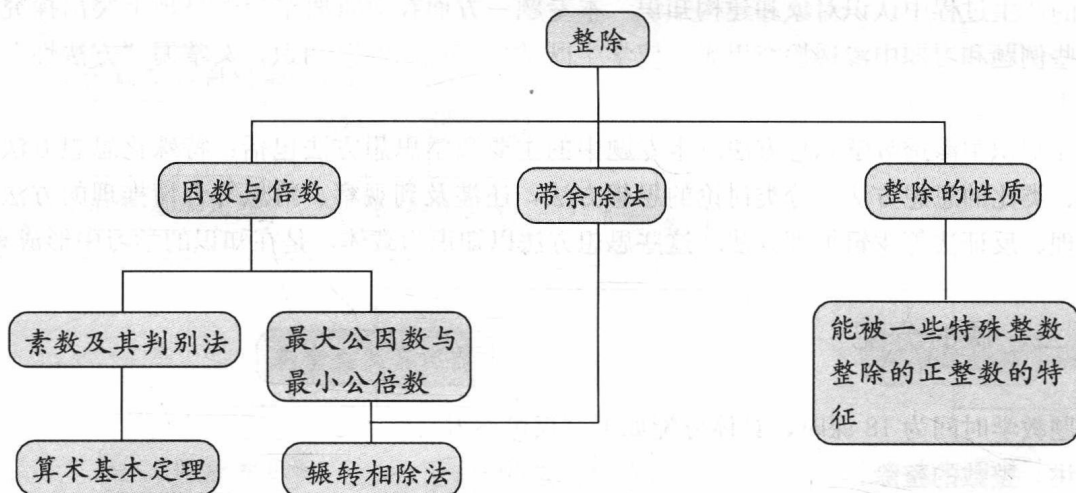 整除
因数与倍数
带余除法
整除的性质
素数及其判别法
最大公因数与
最小公倍数
能被一些特殊整数
整除的正整数的特
征
算术基本定理
辗转相除法